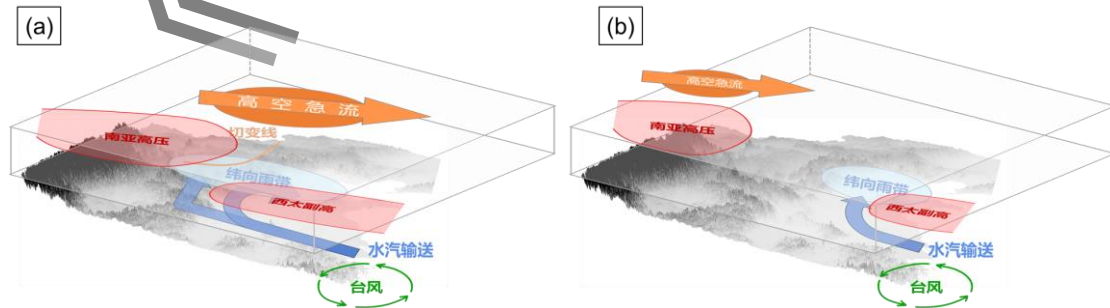 (a)
高空急流
切变线
南亚高压
纬向雨带
西太副高
水汽输送
台风
(b)
高空急流
南亚高压
纬向雨带
西太副高
水汽输送
台风